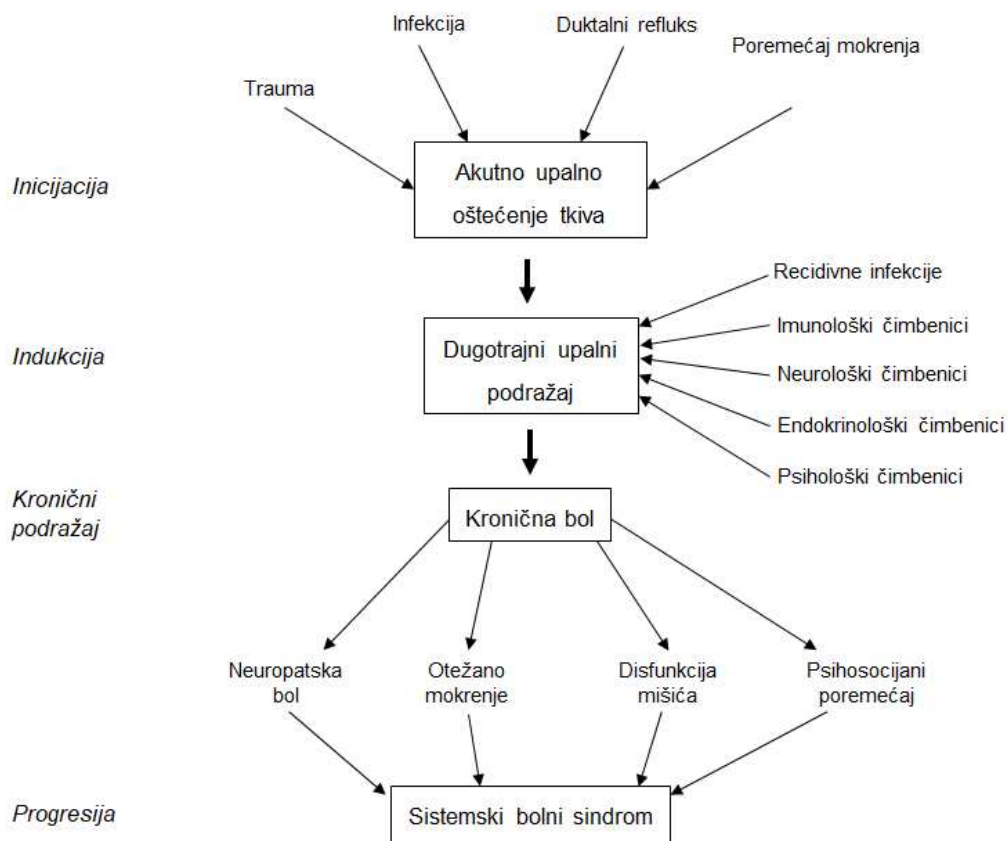 Infekcija
Duktalni refluks
Poremećaj mokrenja
Trauma
Inicijacija
Akutno upalno
oštećenje tkiva
Recidivne infekcije
Imunološki čimbenici
Indukcija
Dugotrajni upalni
podražaj
Neurološki čimbenici
Endokrinološki čimbenici
Psihološki čimbenici
Kronični
podražaj
Kronična bol
Neuropatska
bol
Otežano
mokrenje
Disfunkcija
mišića
Psihosocijani
poremećaj
Progresija
Sistemski bolni sindrom